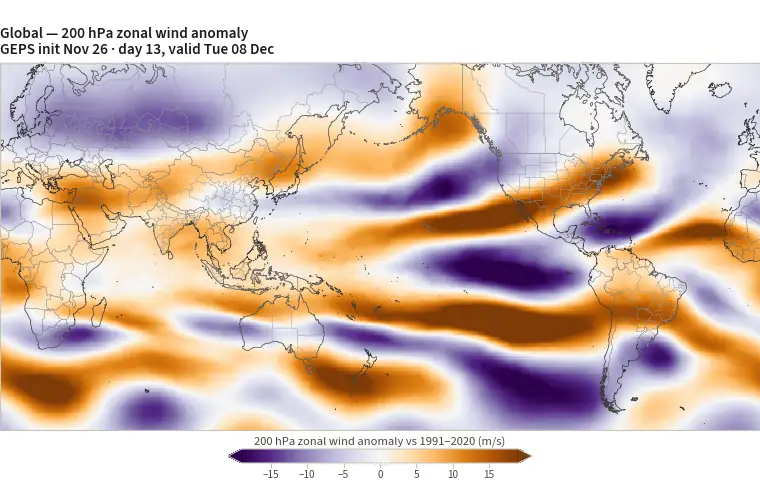 Global — 200 hPa zonal wind anomaly
GEPS init Nov 26 · day 13, valid Tue 08 Dec
200 hPa zonal wind anomaly vs 1991–2020 (m/s)
−15 −10 −5 0 5 10 15